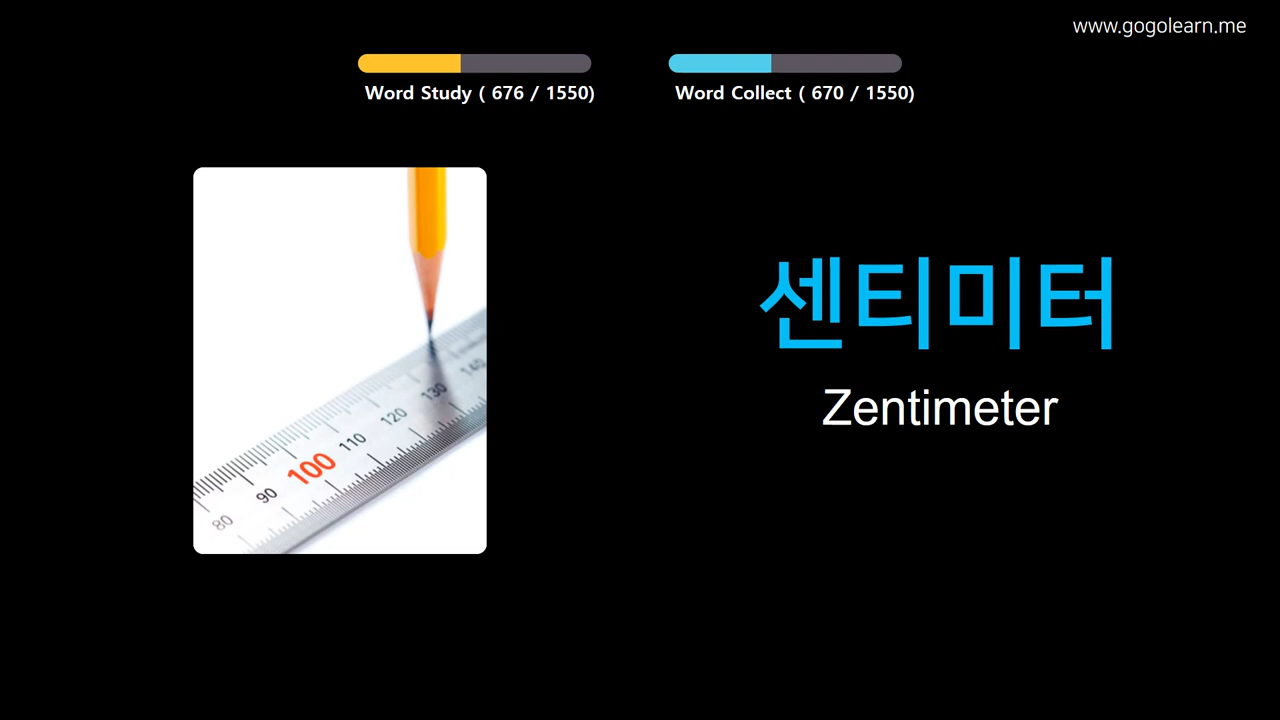 www.gogolearn.me
Word Study ( 676 / 1550)
Word Collect ( 670 / 1550)
센티미터
Zentimeter
80
90
100
110
120
130
140